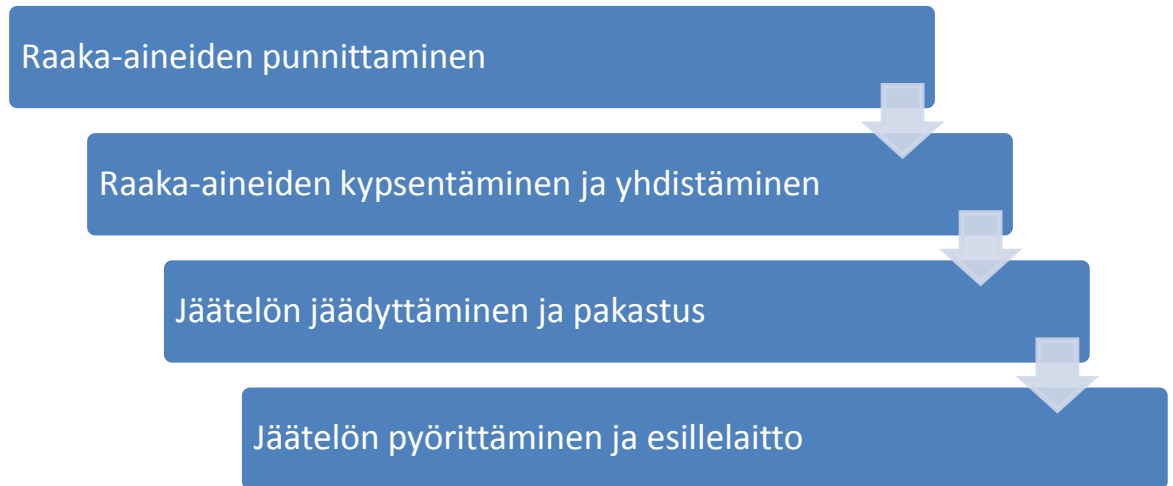 Raaka-aineiden punnittaminen
Raaka-aineiden kypsentäminen ja yhdistäminen
Jäätelön jäädyttäminen ja pakastus
Jäätelön pyörittäminen ja esillelaitto